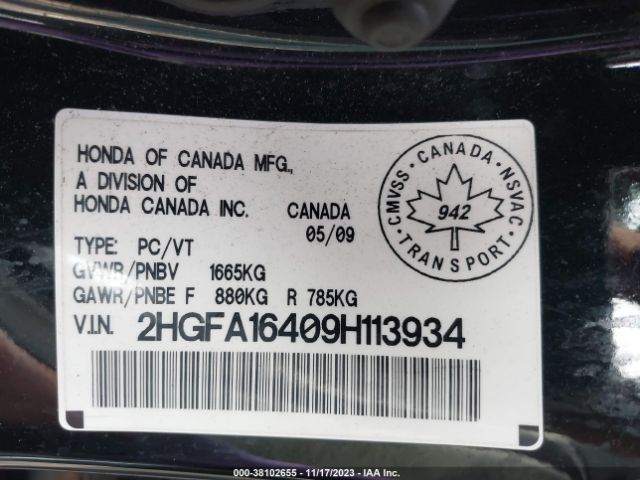 HONDA OF CANADA MFG.,
A DIVISION OF
HONDA CANADA INC. CANADA
05/09
TYPE: PC/VT
GVWR/PNBV 1665KG
GAWR/PNBE F 880KG R 785KG
V.I.N. 2HGFA16409H113934
CMVSS · CANADA · NSVAC
942
TRANSPORT
000-38102655 — 11/17/2023 — IAA Inc.